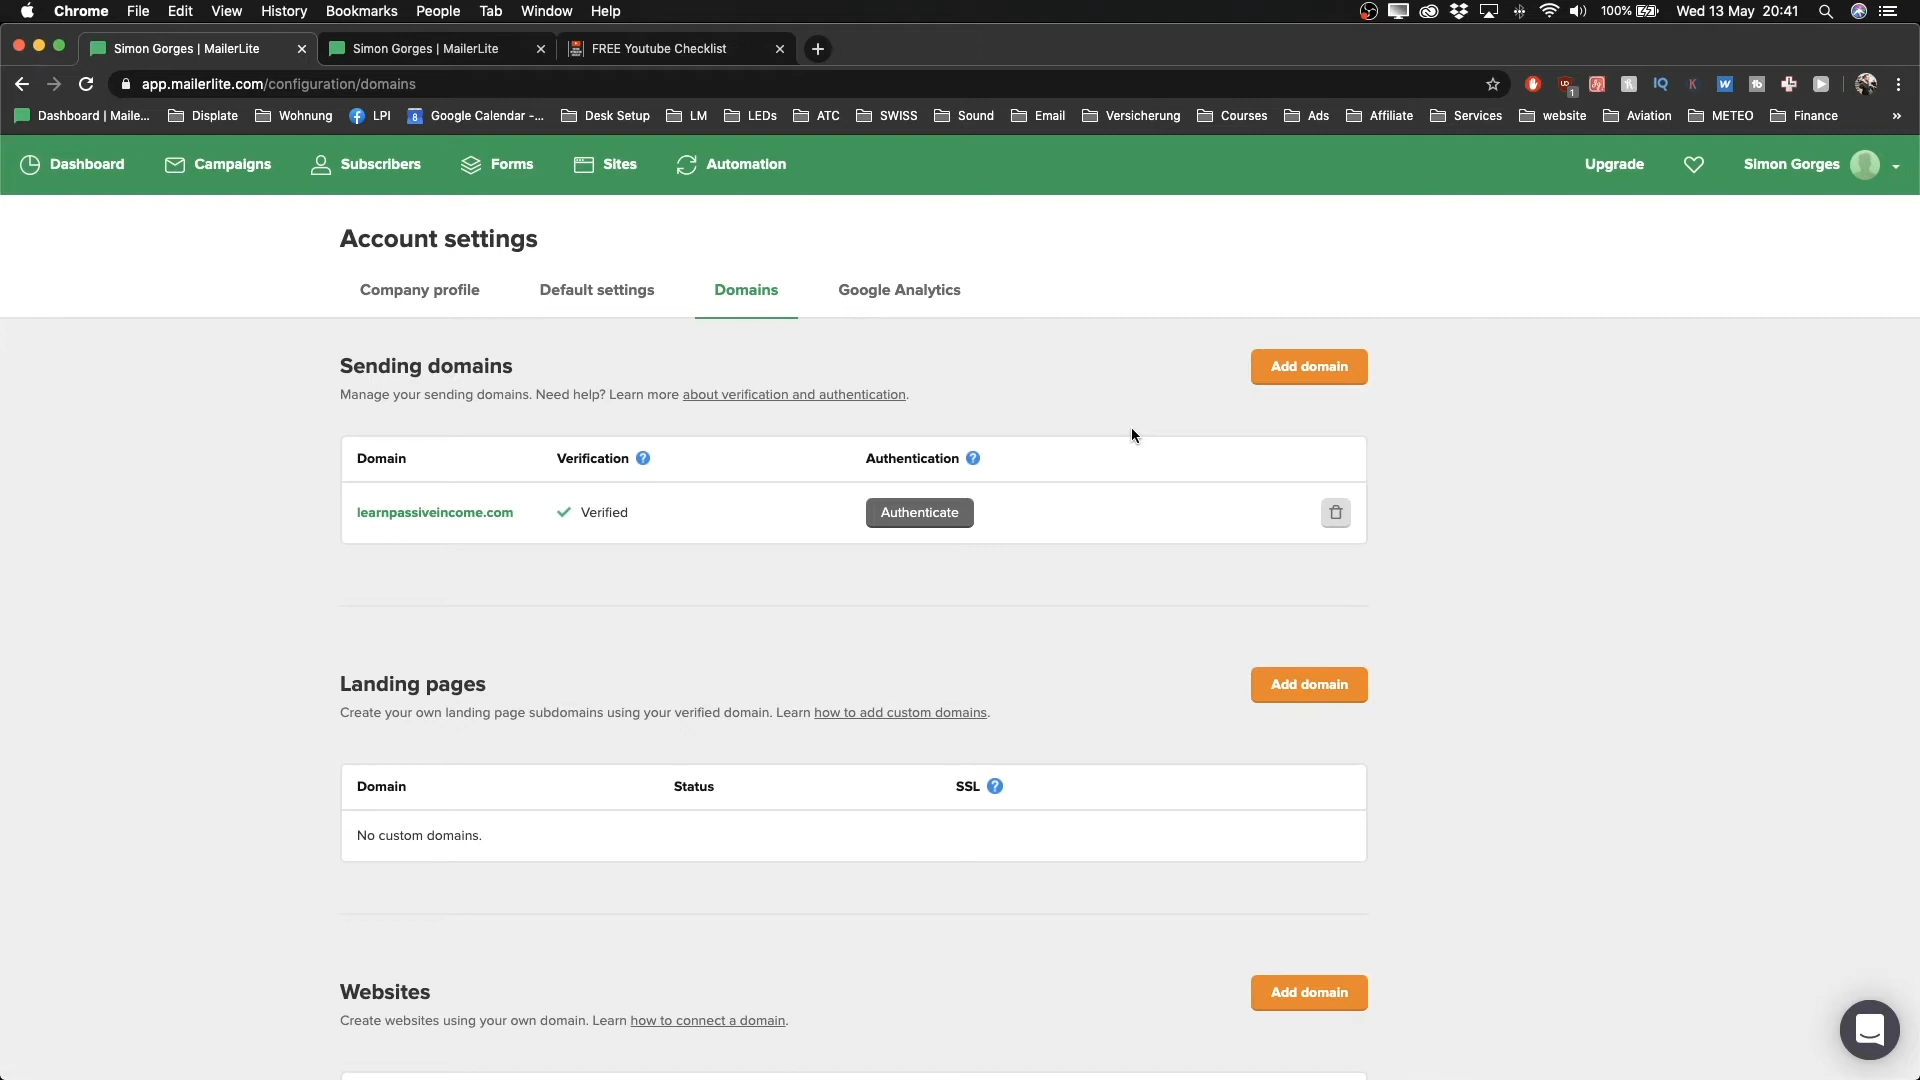 Chrome File Edit View History Bookmarks People Tab Window Help 100% Wed 13 May 20:41
Simon Gorges | MailerLite Simon Gorges | MailerLite FREE Youtube Checklist
app.mailerlite.com/configuration/domains
Dashboard | Maile... Displate Wohnung LPI Google Calendar -... Desk Setup LM LEDs ATC SWISS Sound Email Versicherung Courses Ads Affiliate Services website Aviation METEO Finance »
Dashboard Campaigns Subscribers Forms Sites Automation Upgrade Simon Gorges
Account settings
Company profile Default settings Domains Google Analytics
Sending domains Add domain
Manage your sending domains. Need help? Learn more about verification and authentication.
Domain Verification ? Authentication ?
learnpassiveincome.com Verified Authenticate
Landing pages Add domain
Create your own landing page subdomains using your verified domain. Learn how to add custom domains.
Domain Status SSL ?
No custom domains.
Websites Add domain
Create websites using your own domain. Learn how to connect a domain.